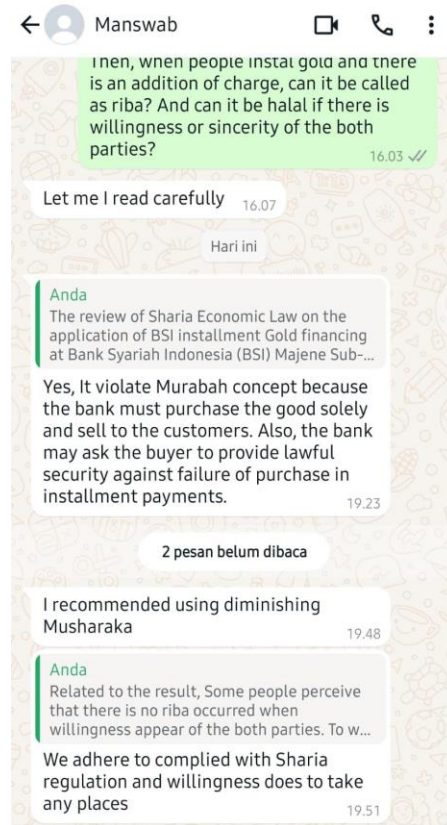 Manswab
Then, when people instal gold and there
is an addition of charge, can it be called
as riba? And can it be halal if there is
willingness or sincerity of the both
parties?
16.03
Let me I read carefully
16.07
Hari ini
Anda
The review of Sharia Economic Law on the
application of BSI installment Gold financing
at Bank Syariah Indonesia (BSI) Majene Sub-...
Yes, It violate Murabah concept because
the bank must purchase the good solely
and sell to the customers. Also, the bank
may ask the buyer to provide lawful
security against failure of purchase in
installment payments.
19.23
2 pesan belum dibaca
I recommended using diminishing
Musharaka
19.48
Anda
Related to the result, Some people perceive
that there is no riba occurred when
willingness appear of the both parties. To w...
We adhere to complied with Sharia
regulation and willingness does to take
any places
19.51